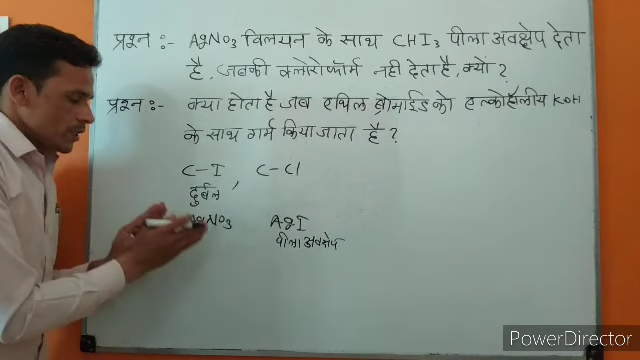 प्रश्न :- AgNO3 विलयन के साथ CHI3 पीला अवक्षेप देता
है, जबकी क्लोरोफॉर्म नही देता है, क्यो ?
प्रश्न :- क्या होता है जब एथिल ब्रोमाईड को एल्कोहॉलीय KOH
के साथ गर्म किया जाता है ?
C-I , C-Cl
दुर्बल
AgNO3 AgI
पीला अवक्षेप
PowerDirector